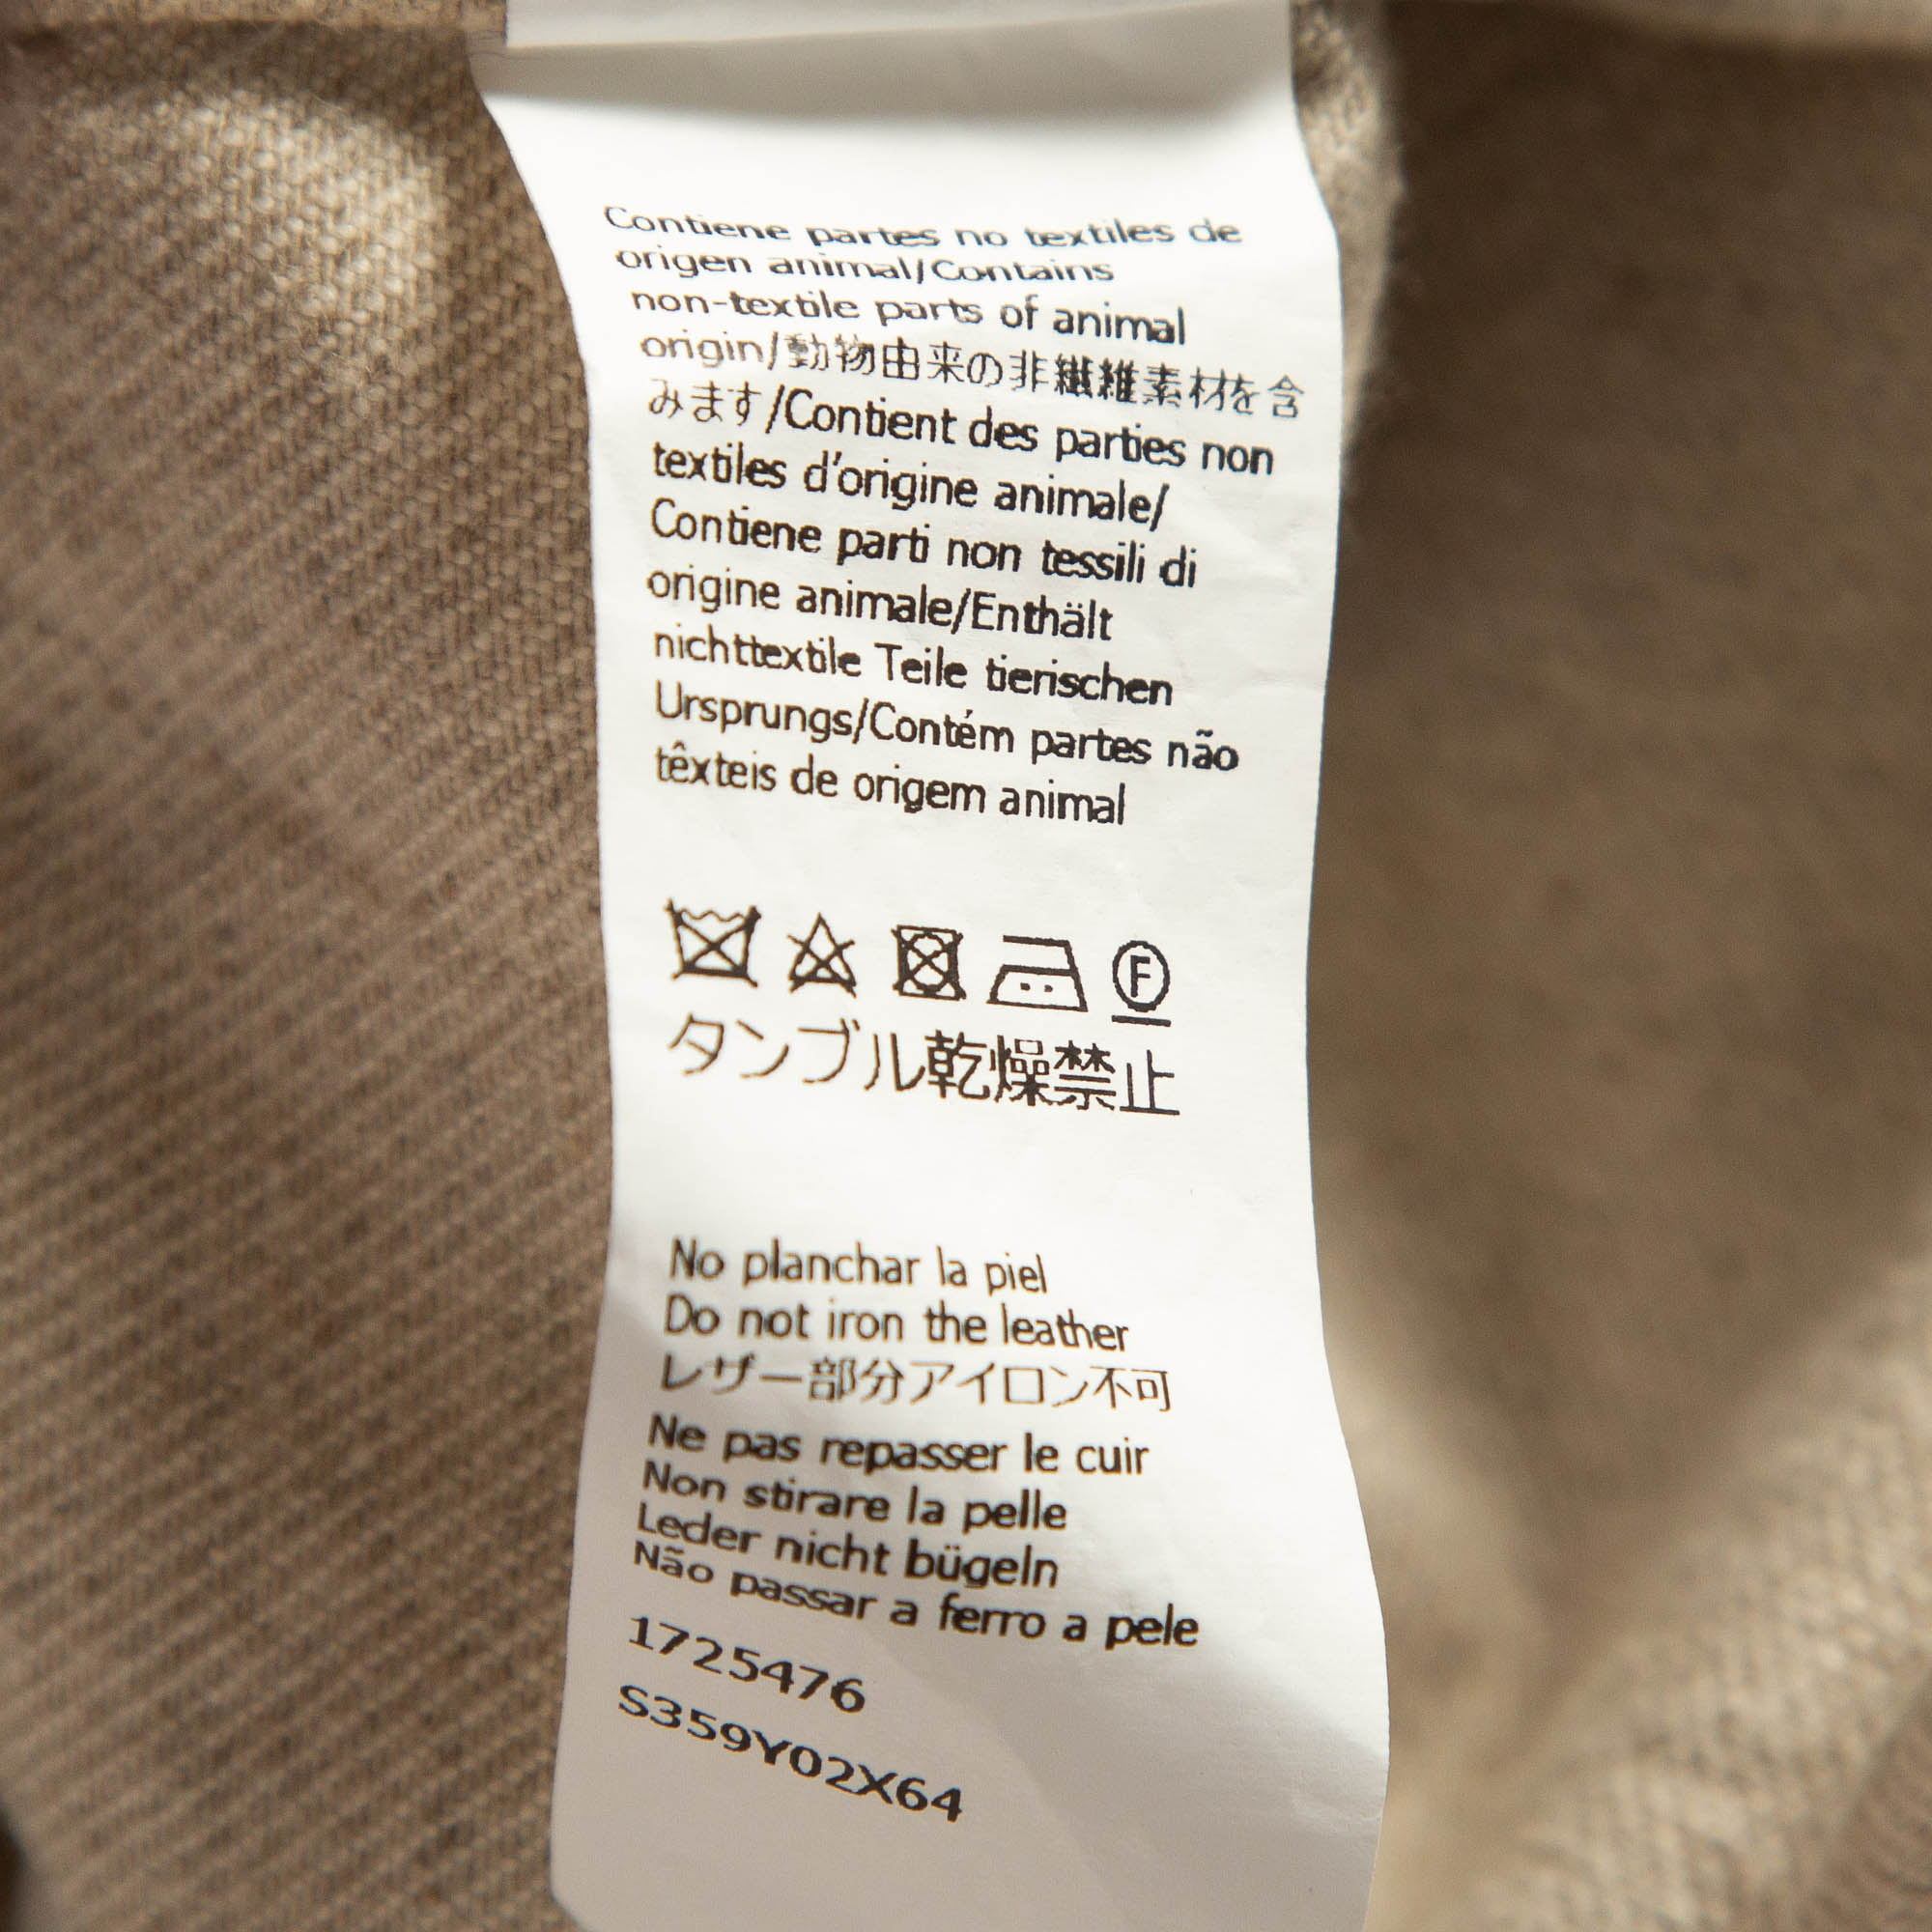 Contiene partes no textiles de
origen animal/Contains
non-textile parts of animal
origin/動物由来の非繊維素材を含
みます/Contient des parties non
textiles d'origine animale/
Contiene parti non tessili di
origine animale/Enthält
nichttextile Teile tierischen
Ursprungs/Contém partes não
têxteis de origem animal
F
タンブル乾燥禁止
No planchar la piel
Do not iron the leather
レザー部分アイロン不可
Ne pas repasser le cuir
Non stirare la pelle
Leder nicht bügeln
Não passar a ferro a pele
1725476
S359Y02X64